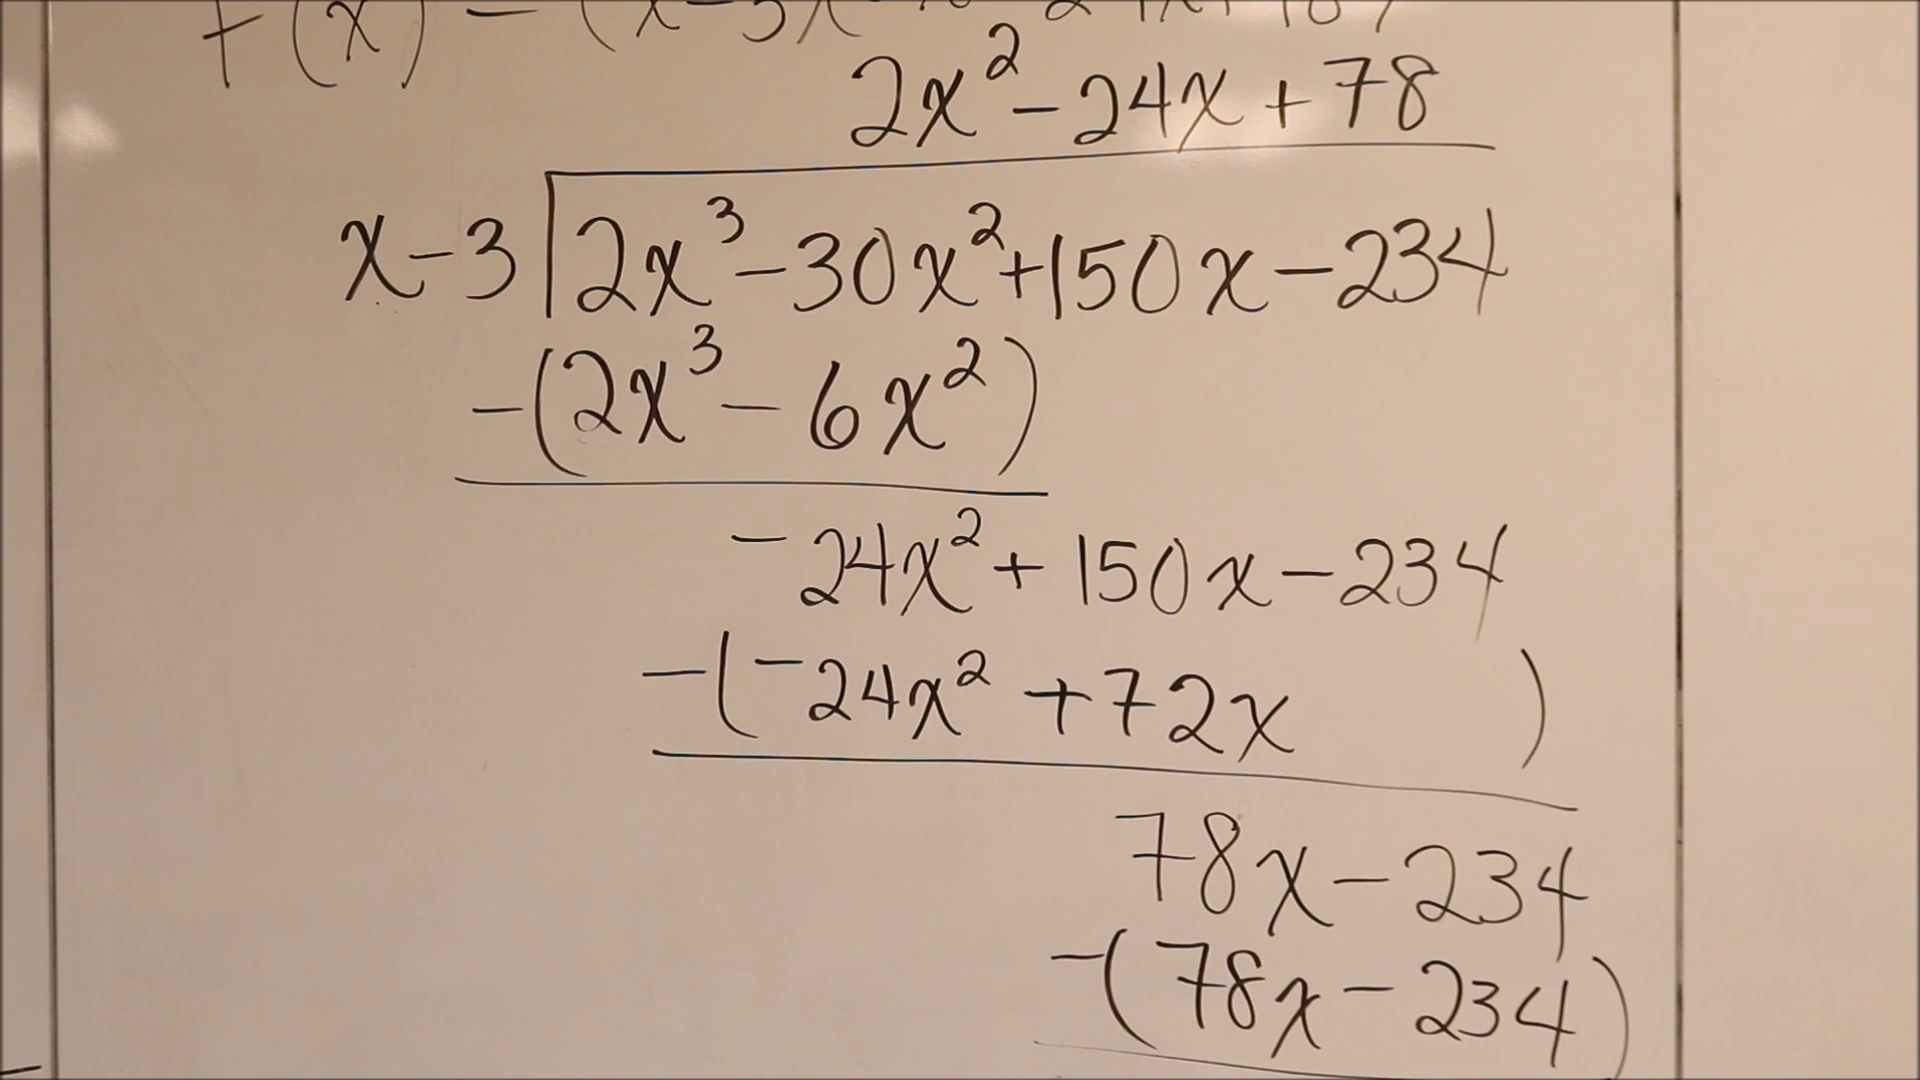 f(x) = (x-3)(
2x² - 24x + 78
x-3 | 2x³ - 30x² + 150x - 234
-(2x³ - 6x²)
-24x² + 150x - 234
-(-24x² + 72x )
78x - 234
-(78x - 234)